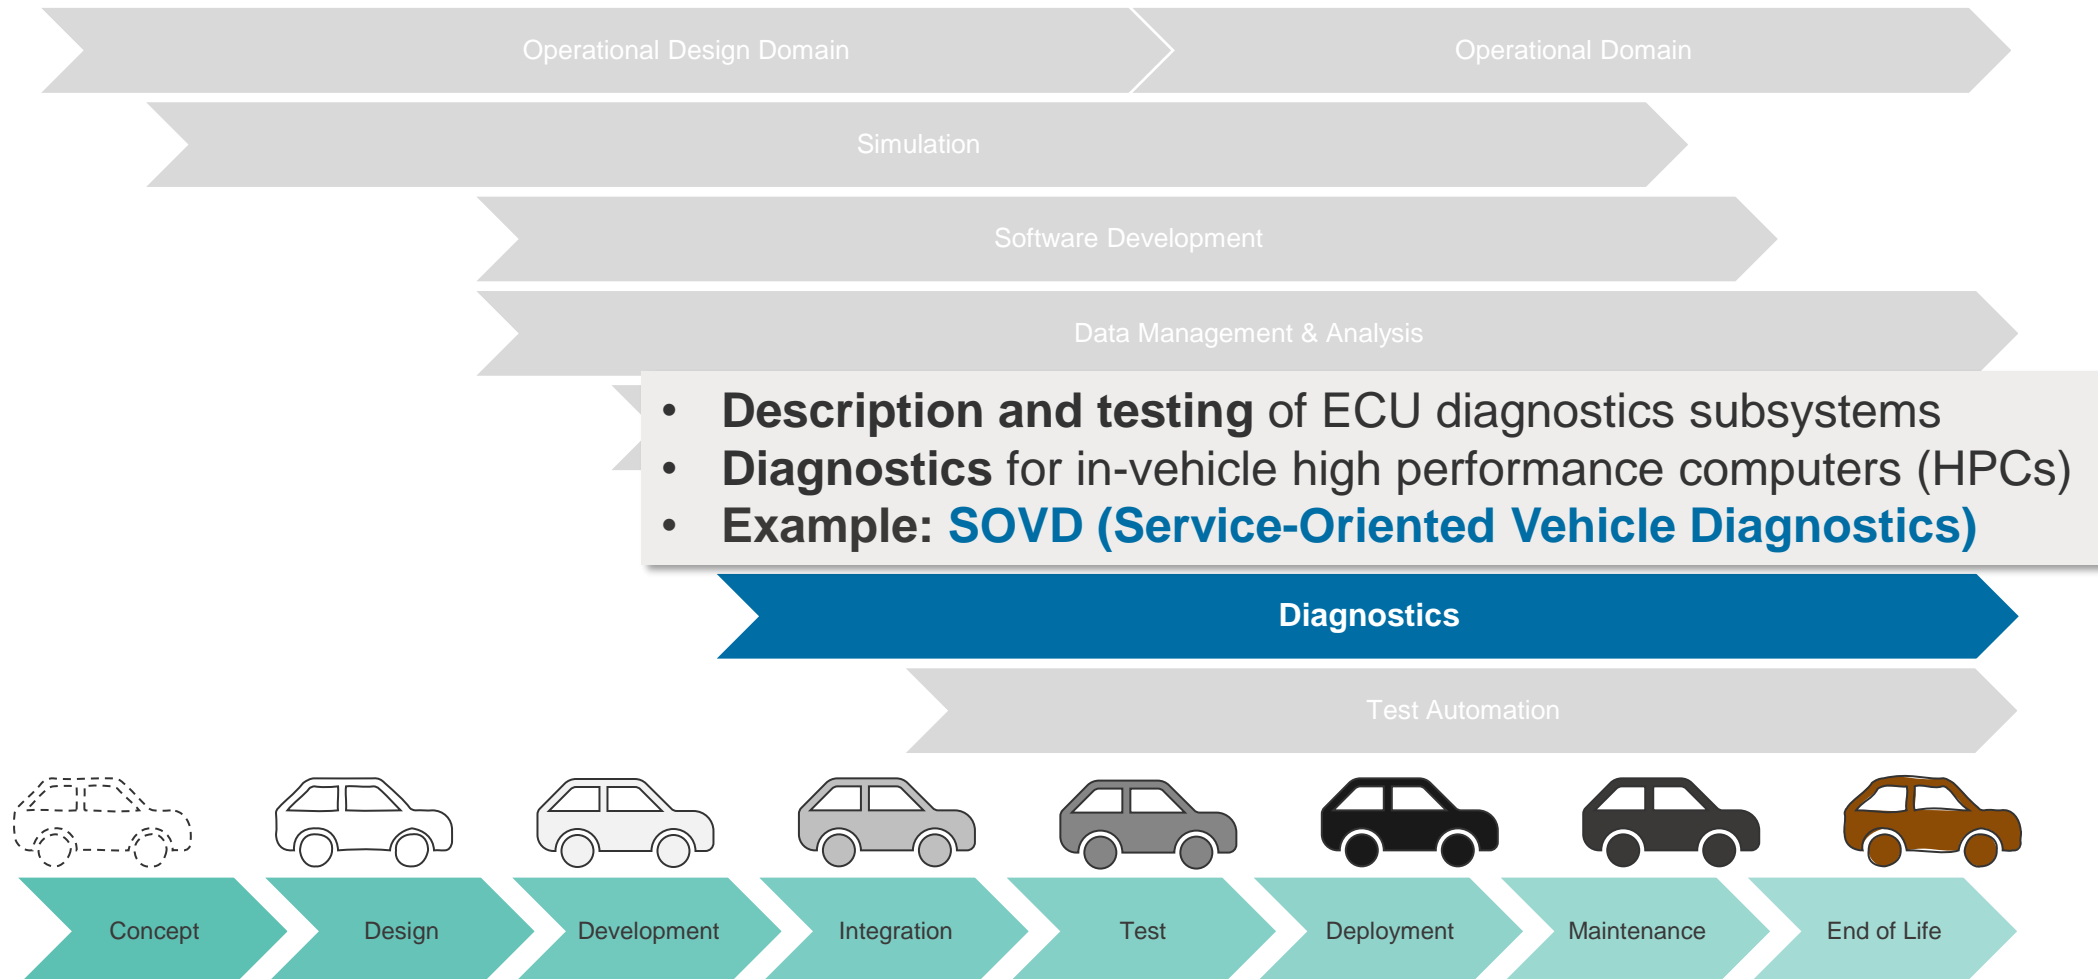 Operational Design Domain
Operational Domain
Simulation
Software Development
Data Management & Analysis
• Description and testing of ECU diagnostics subsystems
• Diagnostics for in-vehicle high performance computers (HPCs)
• Example: SOVD (Service-Oriented Vehicle Diagnostics)
Diagnostics
Test Automation
Concept
Design
Development
Integration
Test
Deployment
Maintenance
End of Life